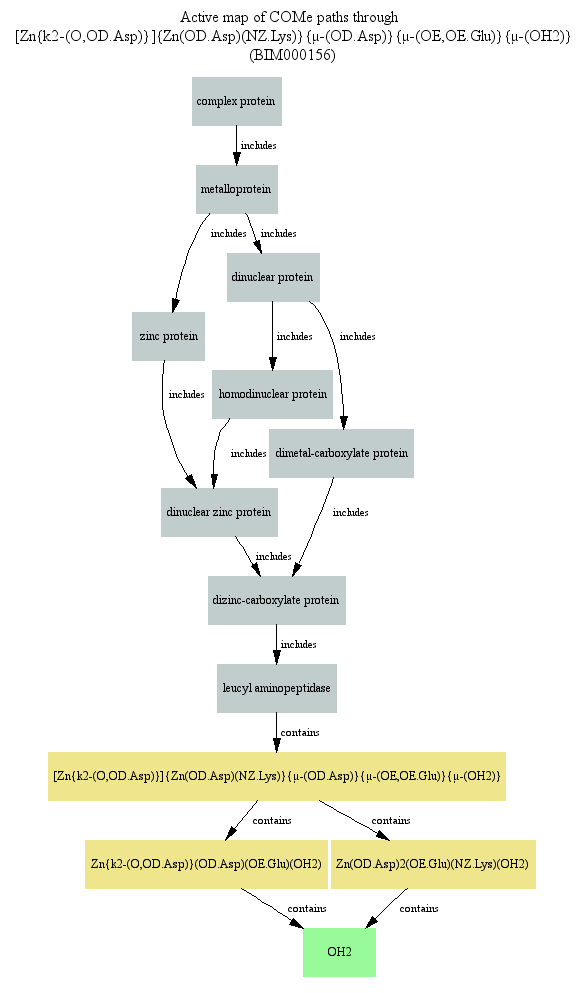 Active map of COMe paths through
[Zn{k2-(O,OD.Asp)}]{Zn(OD.Asp)(NZ.Lys)}{μ-(OD.Asp)}{μ-(OE,OE.Glu)}{μ-(OH2)}
(BIM000156)
complex protein
includes
metalloprotein
includes
includes
dinuclear protein
zinc protein
includes
includes
includes
homodinuclear protein
dimetal-carboxylate protein
includes
dinuclear zinc protein
includes
includes
dizinc-carboxylate protein
includes
leucyl aminopeptidase
contains
[Zn{k2-(O,OD.Asp)}]{Zn(OD.Asp)(NZ.Lys)}{μ-(OD.Asp)}{μ-(OE,OE.Glu)}{μ-(OH2)}
contains
contains
Zn{k2-(O,OD.Asp)}(OD.Asp)(OE.Glu)(OH2)
Zn(OD.Asp)2(OE.Glu)(NZ.Lys)(OH2)
contains
contains
OH2